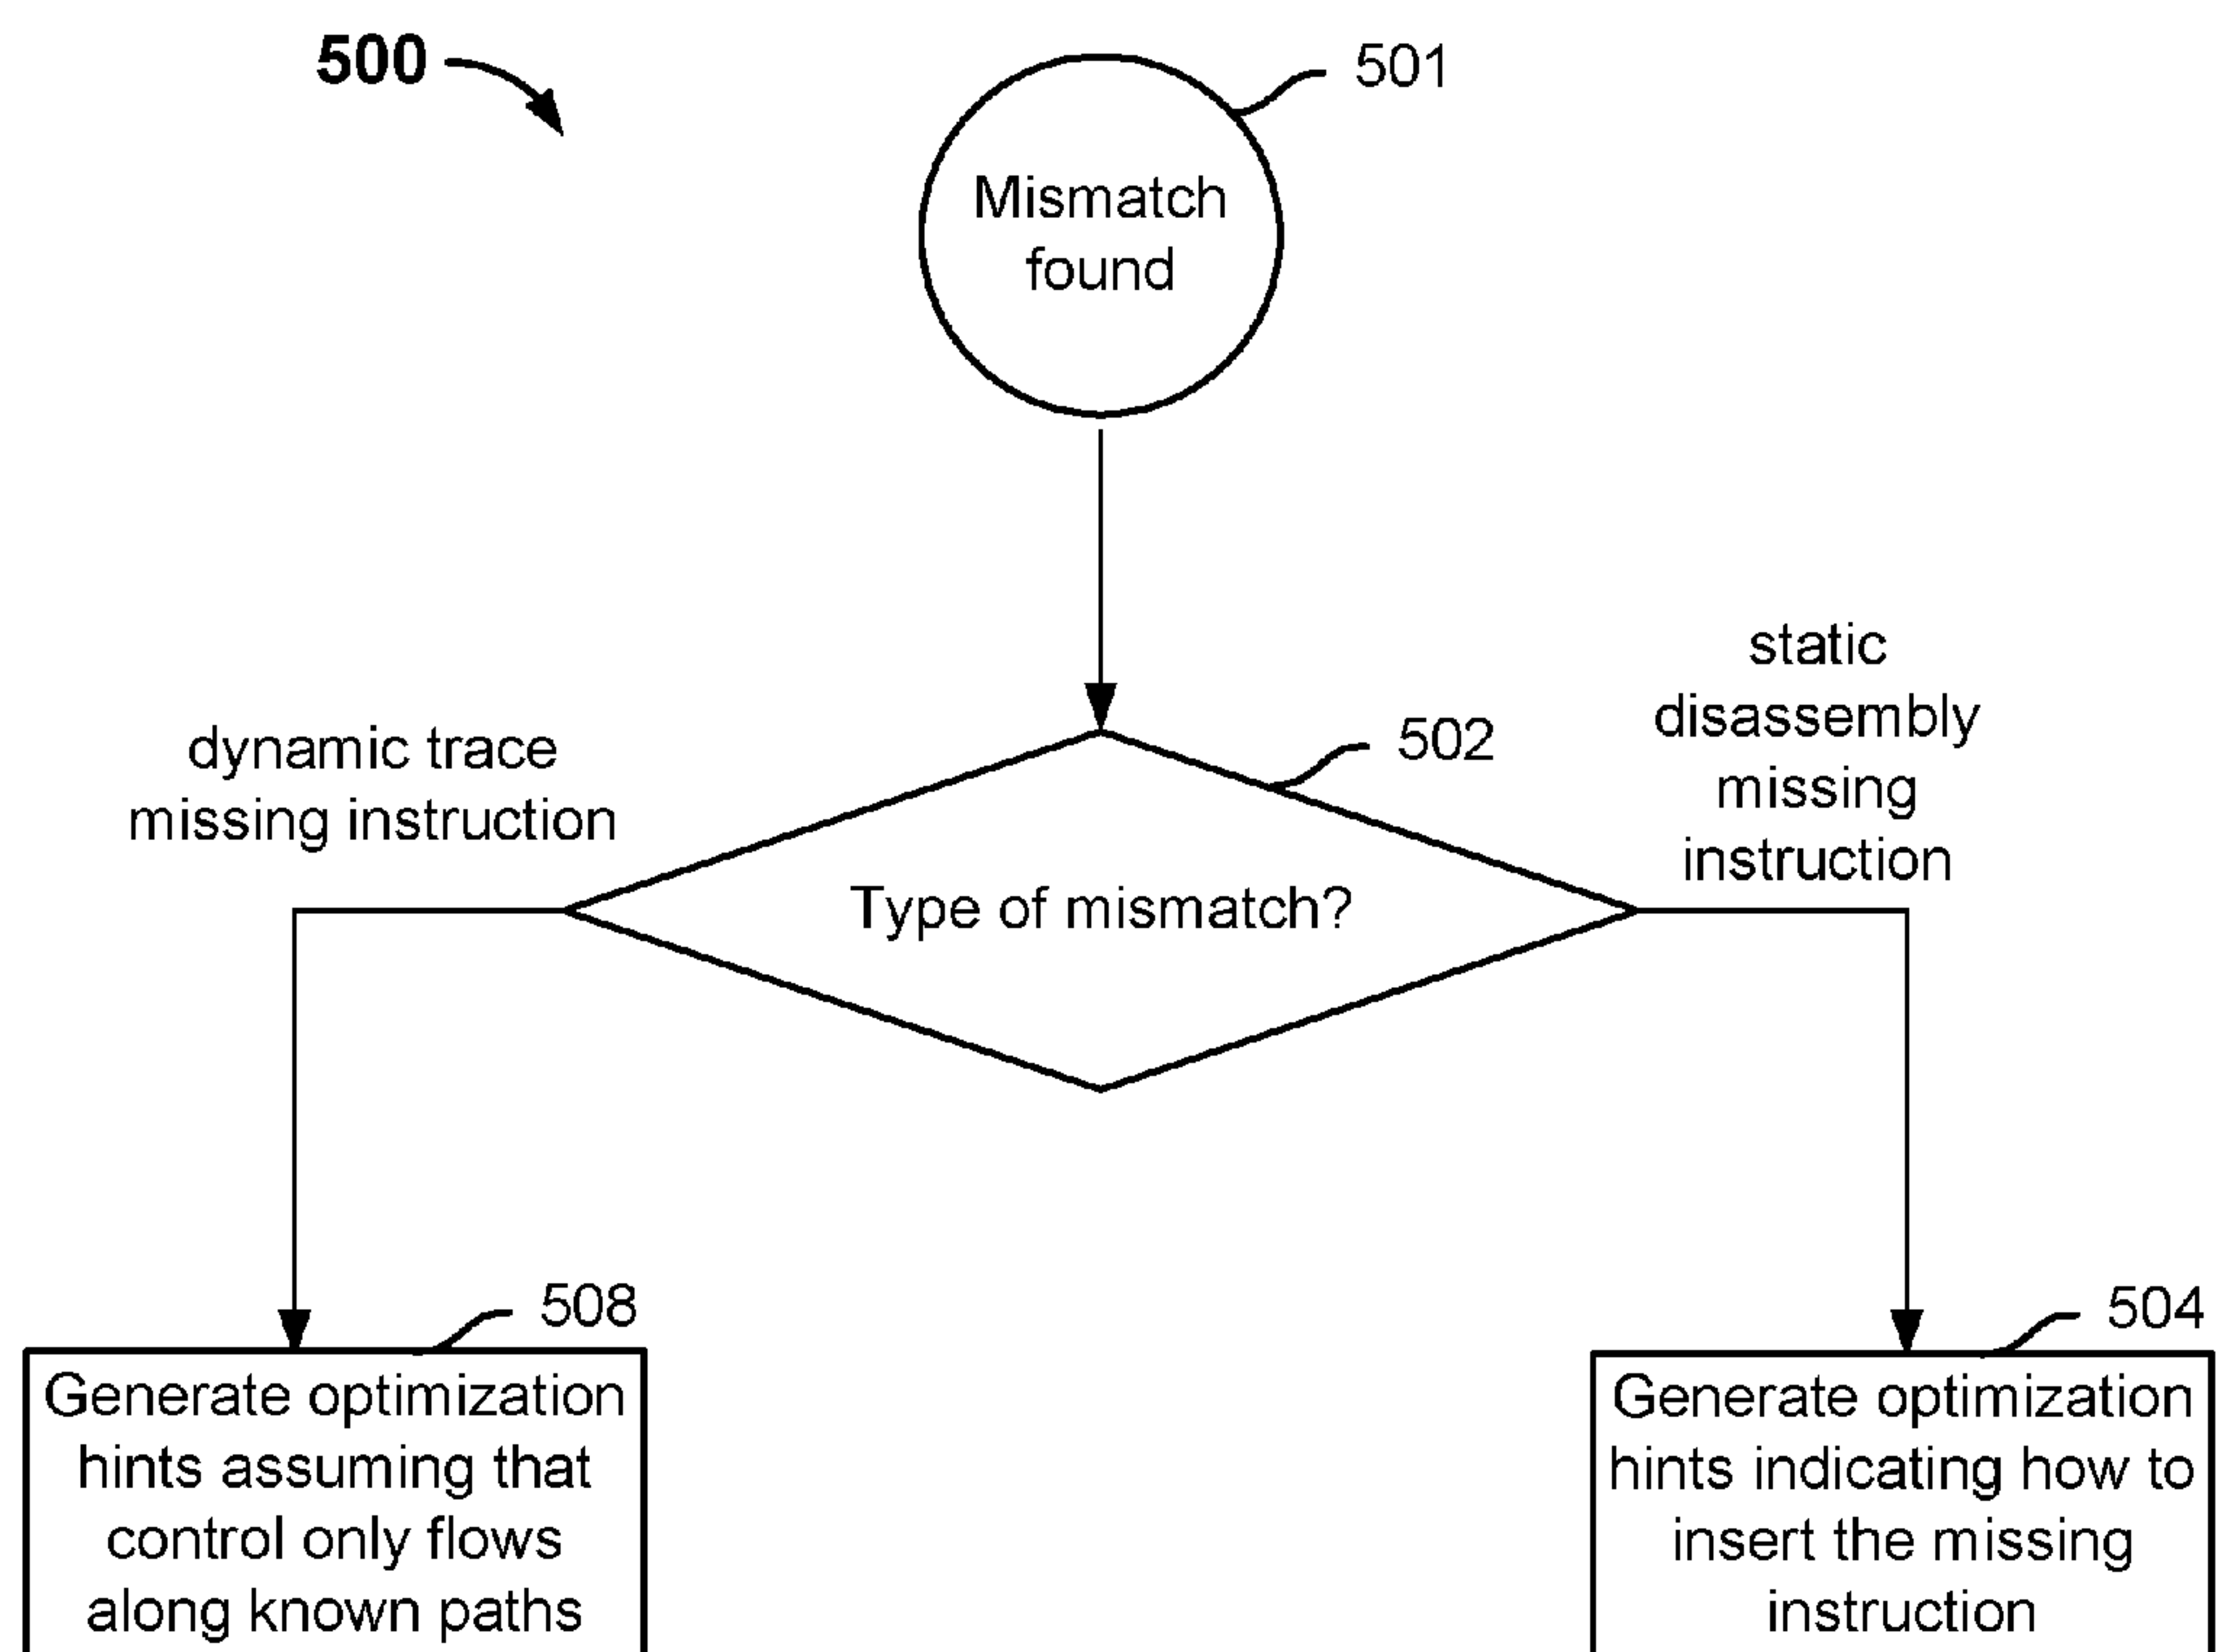 500
501
Mismatch
found
static
disassembly
missing
instruction
dynamic trace
missing instruction
502
Type of mismatch?
508
Generate optimization
hints assuming that
control only flows
along known paths
504
Generate optimization
hints indicating how to
insert the missing
instruction